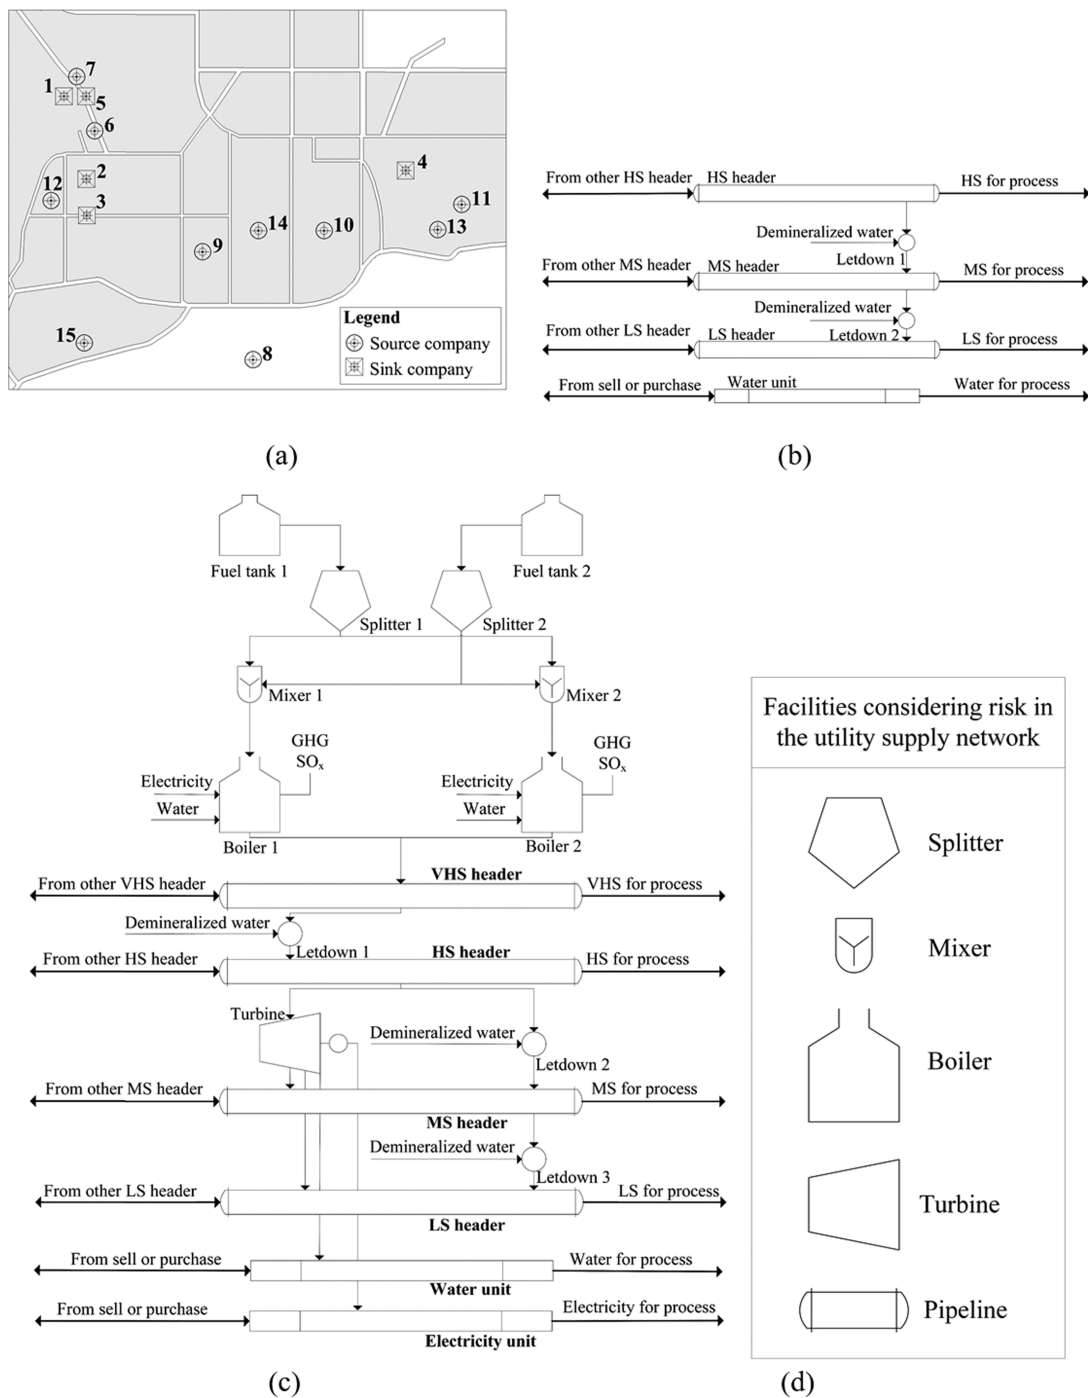 7
1
5
6
2
12
3
4
11
13
14
10
9
15
8
Legend
Source company
Sink company
(a)
From other HS header
HS header
HS for process
Demineralized water
Letdown 1
From other MS header
MS header
MS for process
Demineralized water
Letdown 2
From other LS header
LS header
LS for process
From sell or purchase
Water unit
Water for process
(b)
Fuel tank 1
Fuel tank 2
Splitter 1
Splitter 2
Mixer 1
Mixer 2
GHG
SOx
GHG
SOx
Electricity
Water
Electricity
Water
Boiler 1
Boiler 2
VHS header
From other VHS header
VHS for process
Demineralized water
Letdown 1
HS header
From other HS header
HS for process
Turbine
Demineralized water
Letdown 2
From other MS header
MS for process
MS header
Demineralized water
Letdown 3
From other LS header
LS for process
LS header
From sell or purchase
Water for process
Water unit
From sell or purchase
Electricity for process
Electricity unit
(c)
Facilities considering risk in
the utility supply network
Splitter
Mixer
Boiler
Turbine
Pipeline
(d)